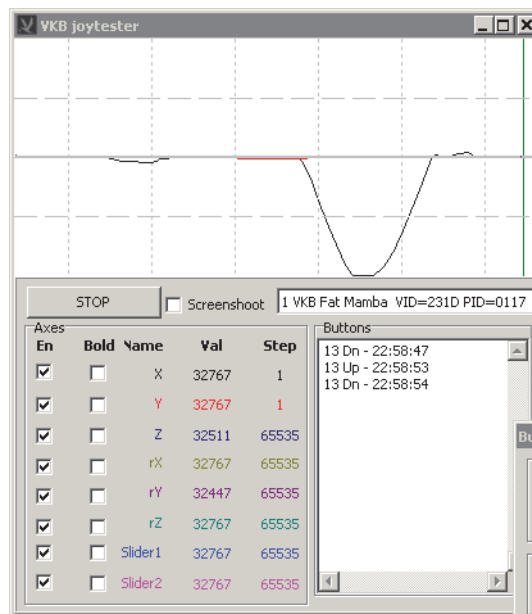 VKB joytester
STOP
Screenshoot
1 VKB Fat Mamba VID=231D PID=0117
Axes
En Bold Name Val Step
X 32767 1
Y 32767 1
Z 32511 65535
rX 32767 65535
rY 32447 65535
rZ 32767 65535
Slider1 32767 65535
Slider2 32767 65535
Buttons
13 Dn - 22:58:47
13 Up - 22:58:53
13 Dn - 22:58:54